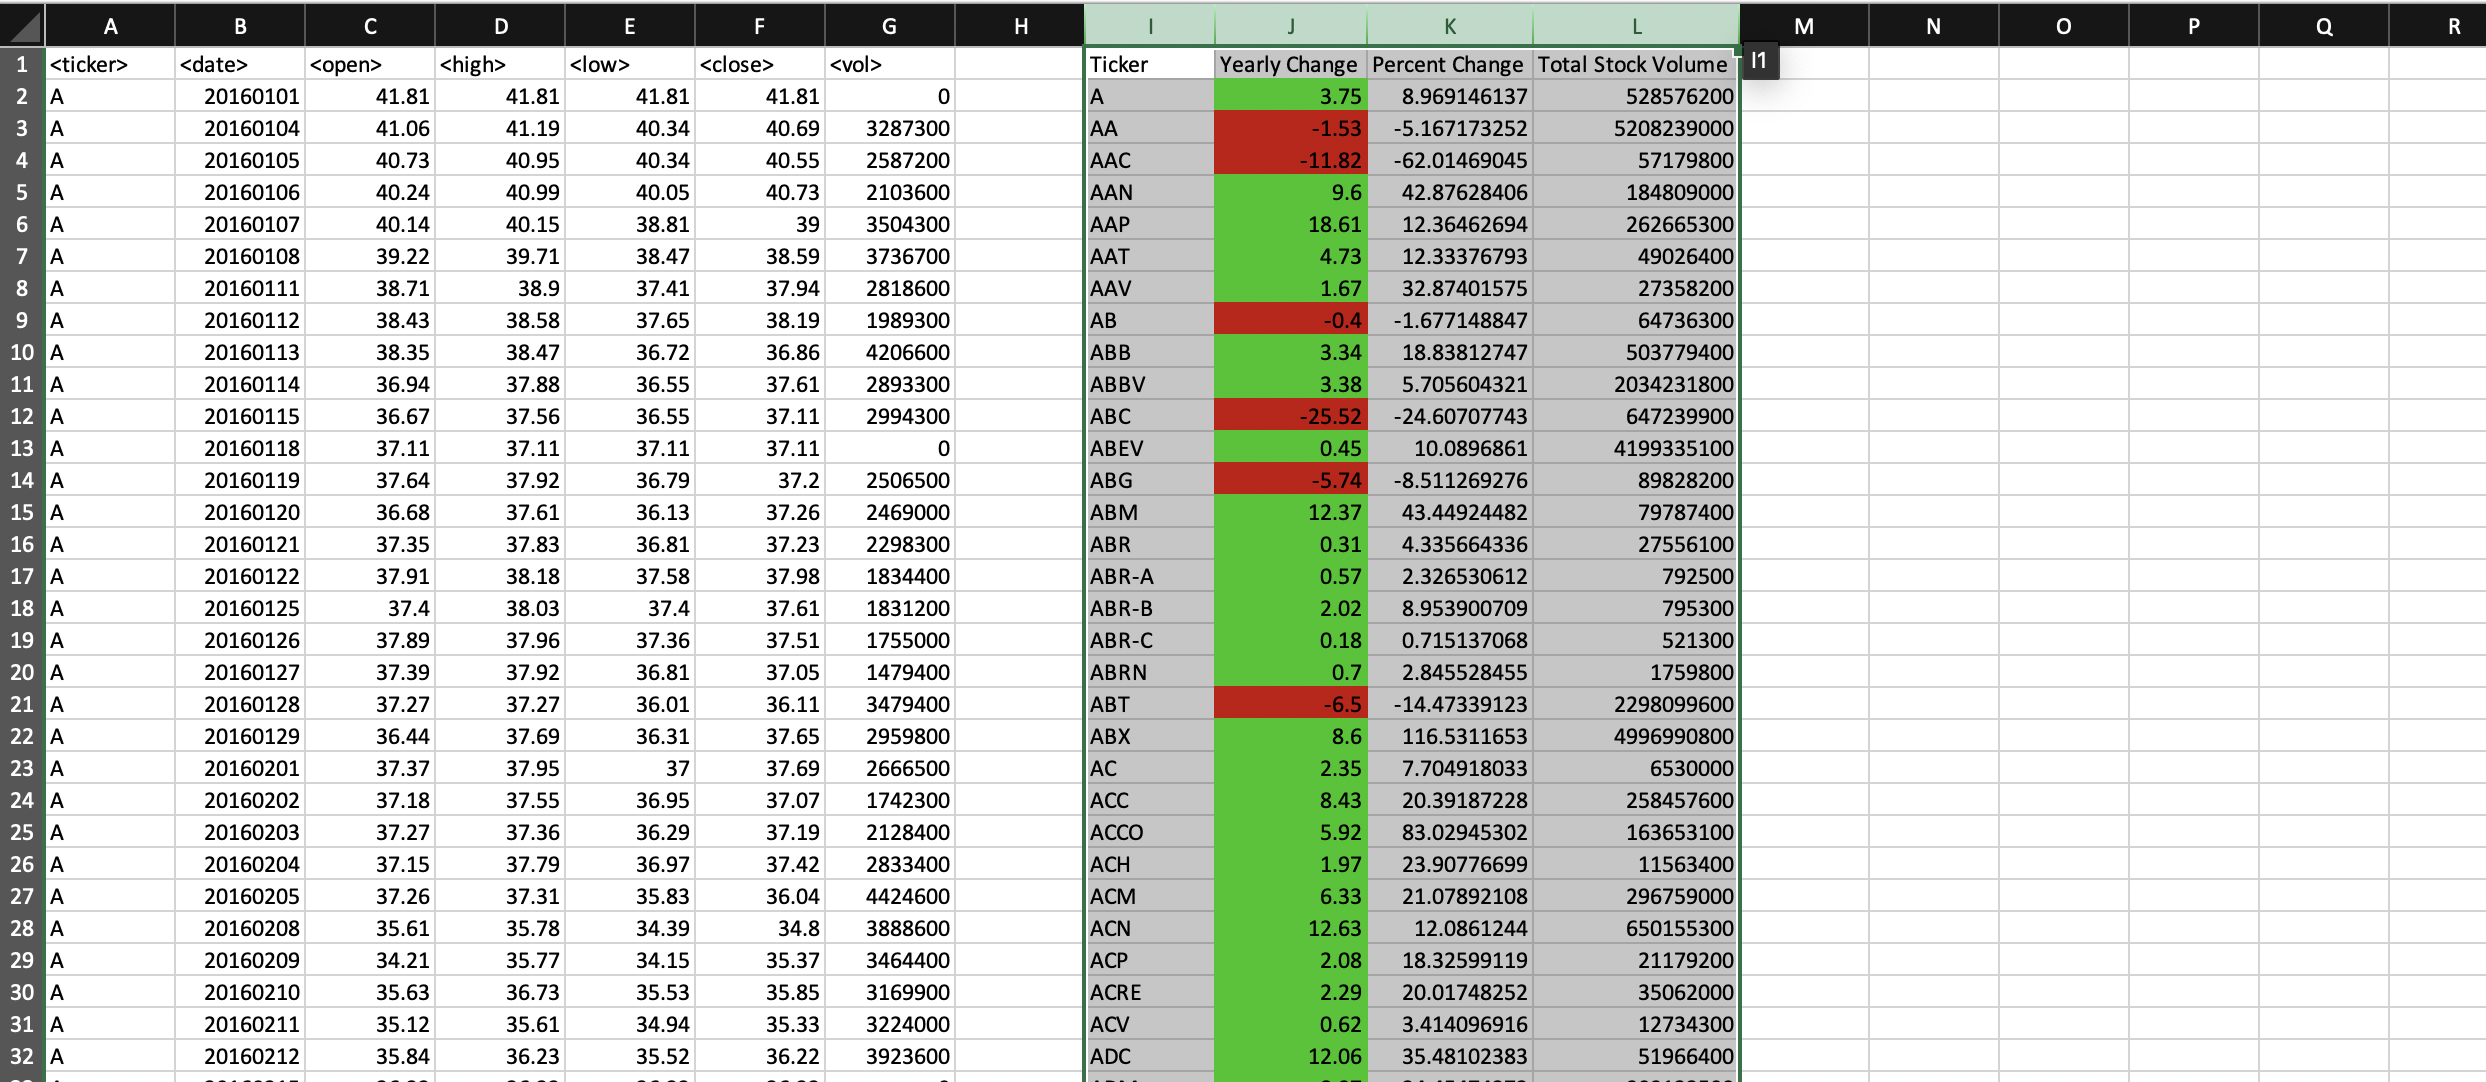 A B C D E F G H I J K L M N O P Q R
1 <ticker> <date> <open> <high> <low> <close> <vol> Ticker Yearly Change Percent Change Total Stock Volume I1
2 A 20160101 41.81 41.81 41.81 41.81 0 A 3.75 8.969146137 528576200
3 A 20160104 41.06 41.19 40.34 40.69 3287300 AA -1.53 -5.167173252 5208239000
4 A 20160105 40.73 40.95 40.34 40.55 2587200 AAC -11.82 -62.01469045 57179800
5 A 20160106 40.24 40.99 40.05 40.73 2103600 AAN 9.6 42.87628406 184809000
6 A 20160107 40.14 40.15 38.81 39 3504300 AAP 18.61 12.36462694 262665300
7 A 20160108 39.22 39.71 38.47 38.59 3736700 AAT 4.73 12.33376793 49026400
8 A 20160111 38.71 38.9 37.41 37.94 2818600 AAV 1.67 32.87401575 27358200
9 A 20160112 38.43 38.58 37.65 38.19 1989300 AB -0.4 -1.677148847 64736300
10 A 20160113 38.35 38.47 36.72 36.86 4206600 ABB 3.34 18.83812747 503779400
11 A 20160114 36.94 37.88 36.55 37.61 2893300 ABBV 3.38 5.705604321 2034231800
12 A 20160115 36.67 37.56 36.55 37.11 2994300 ABC -25.52 -24.60707743 647239900
13 A 20160118 37.11 37.11 37.11 37.11 0 ABEV 0.45 10.0896861 4199335100
14 A 20160119 37.64 37.92 36.79 37.2 2506500 ABG -5.74 -8.511269276 89828200
15 A 20160120 36.68 37.61 36.13 37.26 2469000 ABM 12.37 43.44924482 79787400
16 A 20160121 37.35 37.83 36.81 37.23 2298300 ABR 0.31 4.335664336 27556100
17 A 20160122 37.91 38.18 37.58 37.98 1834400 ABR-A 0.57 2.326530612 792500
18 A 20160125 37.4 38.03 37.4 37.61 1831200 ABR-B 2.02 8.953900709 795300
19 A 20160126 37.89 37.96 37.36 37.51 1755000 ABR-C 0.18 0.715137068 521300
20 A 20160127 37.39 37.92 36.81 37.05 1479400 ABRN 0.7 2.845528455 1759800
21 A 20160128 37.27 37.27 36.01 36.11 3479400 ABT -6.5 -14.47339123 2298099600
22 A 20160129 36.44 37.69 36.31 37.65 2959800 ABX 8.6 116.5311653 4996990800
23 A 20160201 37.37 37.95 37 37.69 2666500 AC 2.35 7.704918033 6530000
24 A 20160202 37.18 37.55 36.95 37.07 1742300 ACC 8.43 20.39187228 258457600
25 A 20160203 37.27 37.36 36.29 37.19 2128400 ACCO 5.92 83.02945302 163653100
26 A 20160204 37.15 37.79 36.97 37.42 2833400 ACH 1.97 23.90776699 11563400
27 A 20160205 37.26 37.31 35.83 36.04 4424600 ACM 6.33 21.07892108 296759000
28 A 20160208 35.61 35.78 34.39 34.8 3888600 ACN 12.63 12.0861244 650155300
29 A 20160209 34.21 35.77 34.15 35.37 3464400 ACP 2.08 18.32599119 21179200
30 A 20160210 35.63 36.73 35.53 35.85 3169900 ACRE 2.29 20.01748252 35062000
31 A 20160211 35.12 35.61 34.94 35.33 3224000 ACV 0.62 3.414096916 12734300
32 A 20160212 35.84 36.23 35.52 36.22 3923600 ADC 12.06 35.48102383 51966400